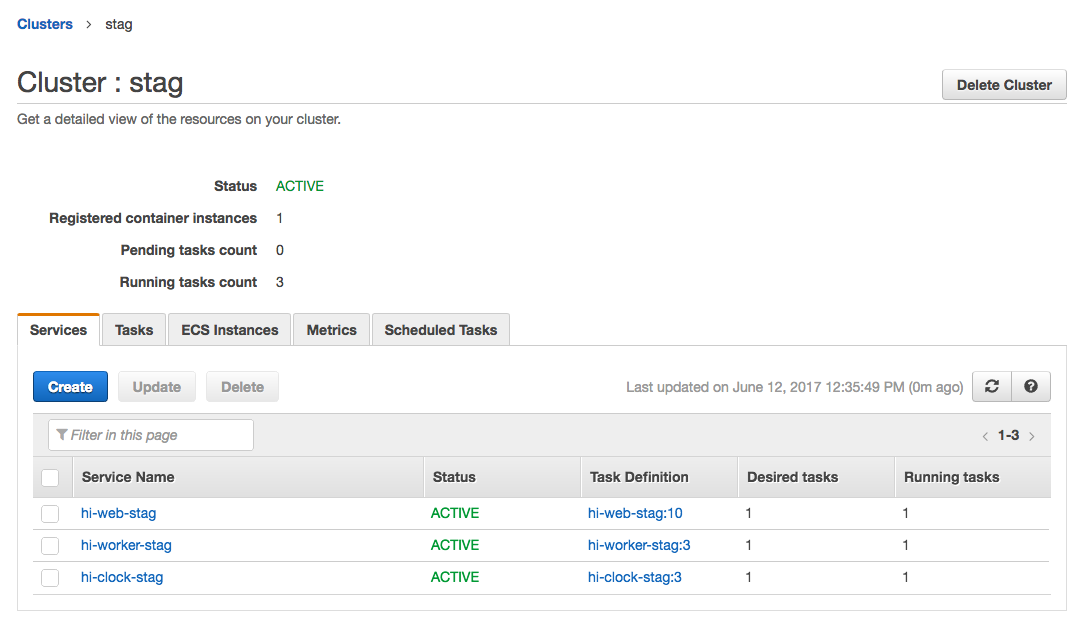 Clusters > stag
Cluster : stag
Delete Cluster
Get a detailed view of the resources on your cluster.
Status ACTIVE
Registered container instances 1
Pending tasks count 0
Running tasks count 3
Services Tasks ECS Instances Metrics Scheduled Tasks
Create Update Delete Last updated on June 12, 2017 12:35:49 PM (0m ago) ?
Filter in this page < 1-3 >
Service Name Status Task Definition Desired tasks Running tasks
hi-web-stag ACTIVE hi-web-stag:10 1 1
hi-worker-stag ACTIVE hi-worker-stag:3 1 1
hi-clock-stag ACTIVE hi-clock-stag:3 1 1